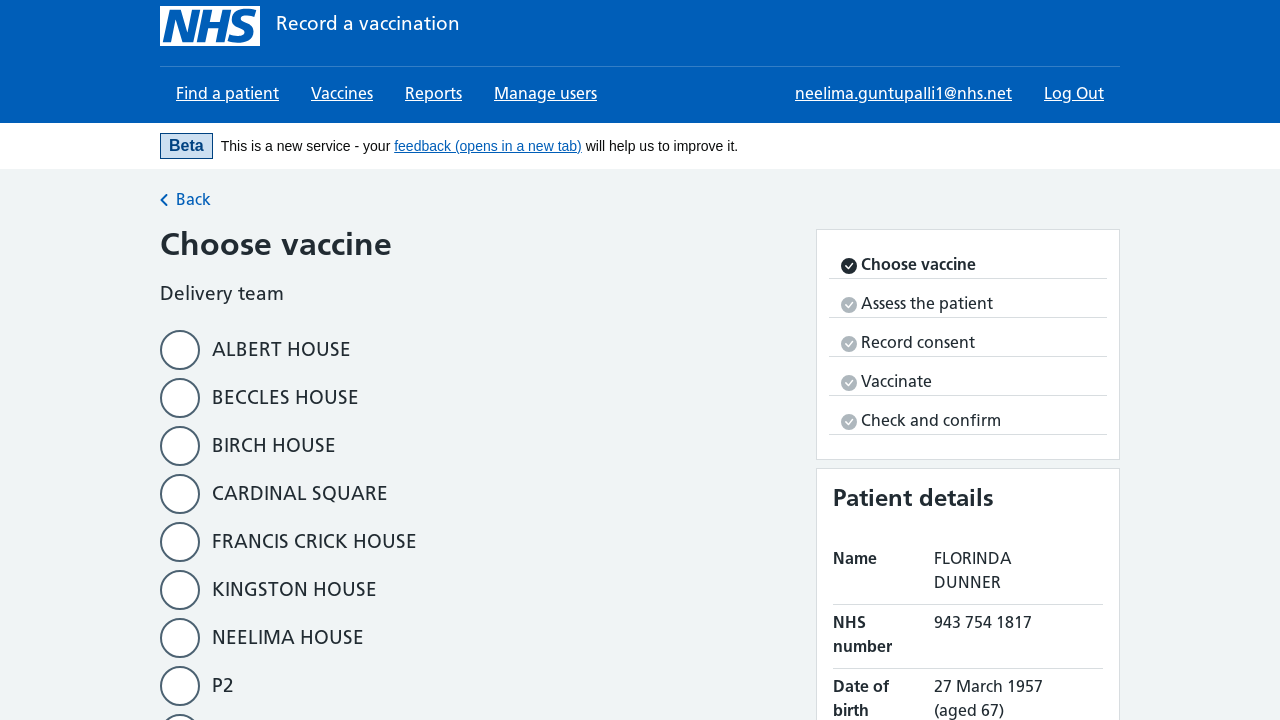 NHS Record a vaccination
Find a patient Vaccines Reports Manage users neelima.guntupalli1@nhs.net Log Out
Beta This is a new service - your feedback (opens in a new tab) will help us to improve it.
Back
Choose vaccine
Delivery team
ALBERT HOUSE
BECCLES HOUSE
BIRCH HOUSE
CARDINAL SQUARE
FRANCIS CRICK HOUSE
KINGSTON HOUSE
NEELIMA HOUSE
P2
Choose vaccine
Assess the patient
Record consent
Vaccinate
Check and confirm
Patient details
Name FLORINDA
DUNNER
NHS 943 754 1817
number
Date of 27 March 1957
birth (aged 67)